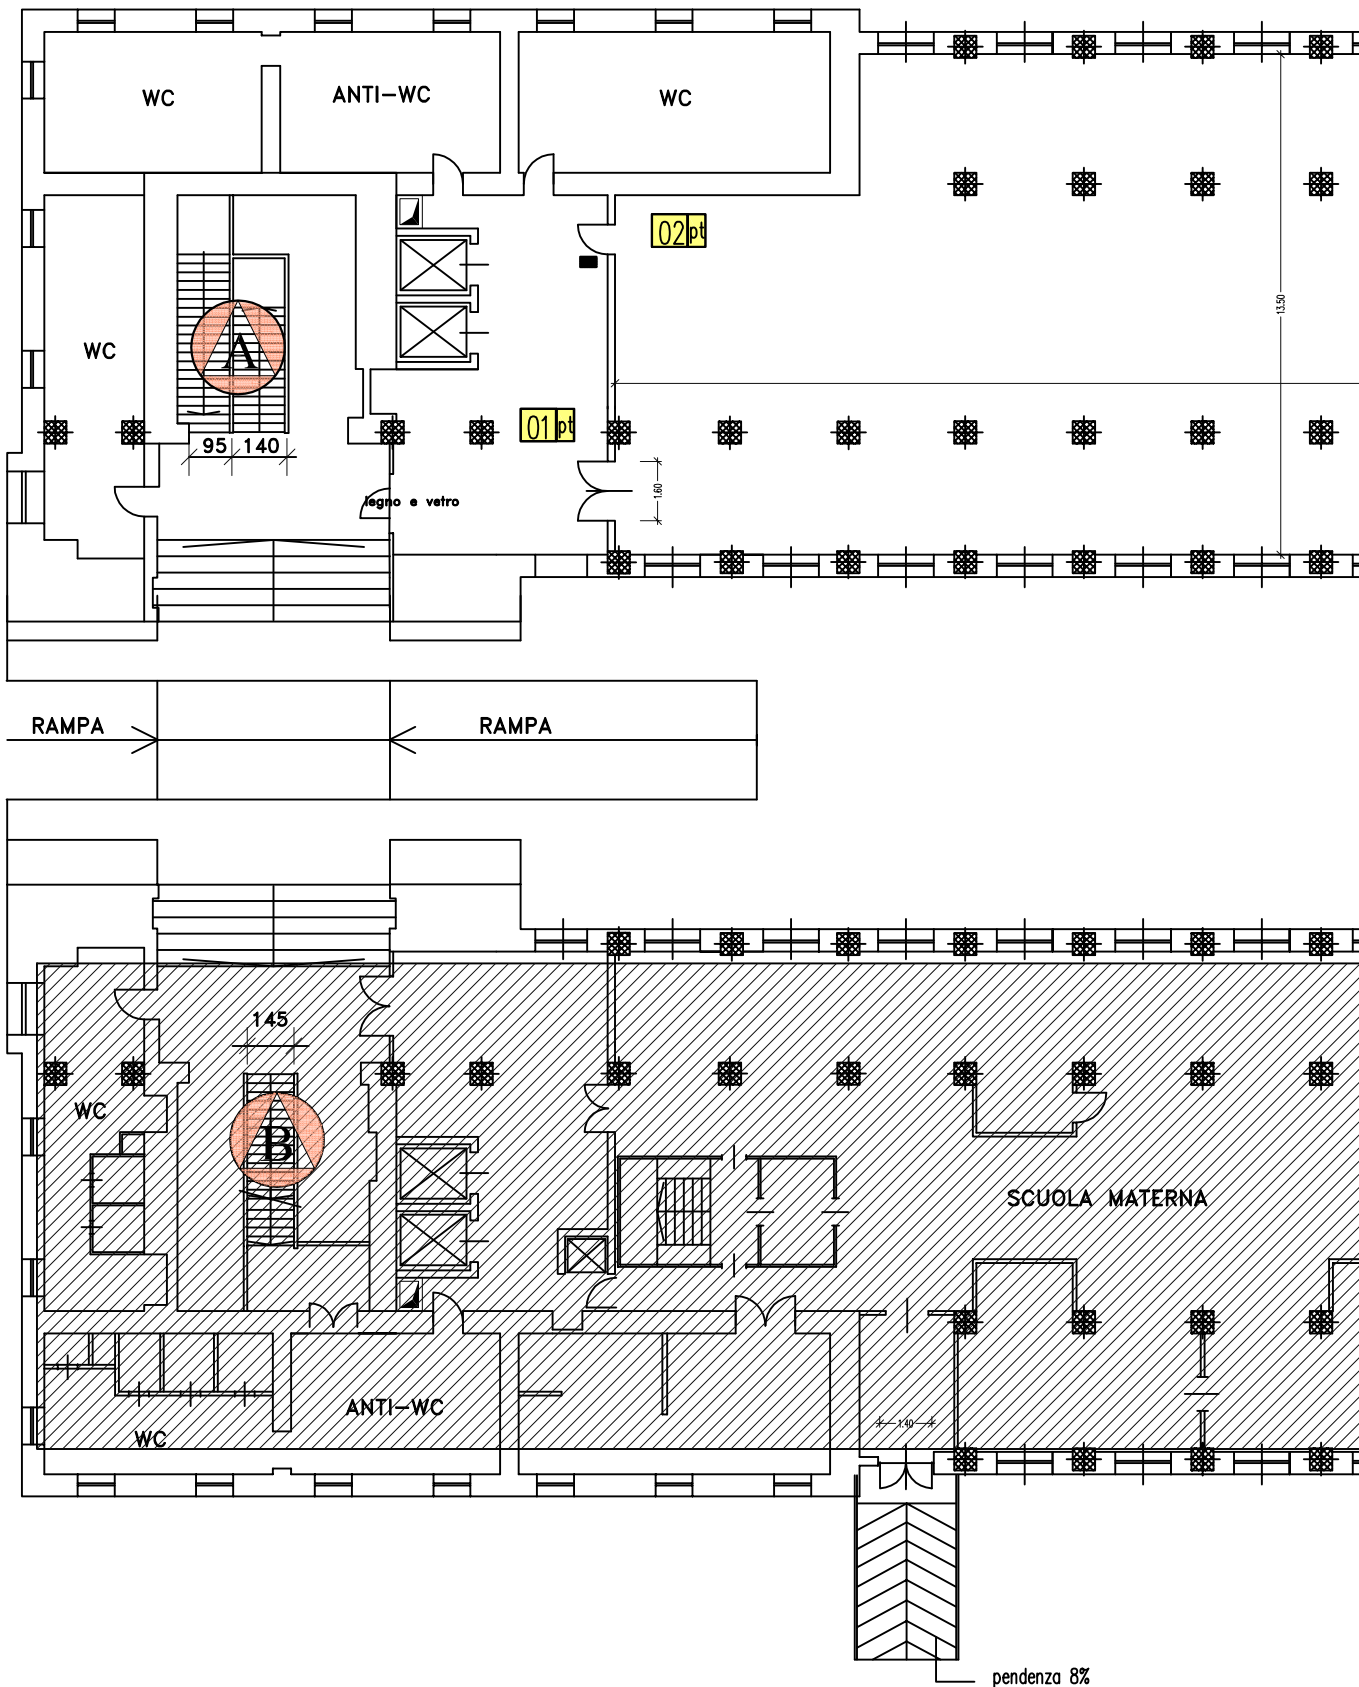 WC
ANTI-WC
WC
02 pt
13.50
WC
A
01 pt
95 140
1.60
legno e vetro
RAMPA
RAMPA
145
WC
B
SCUOLA MATERNA
ANTI-WC
1.40
WC
pendenza 8%